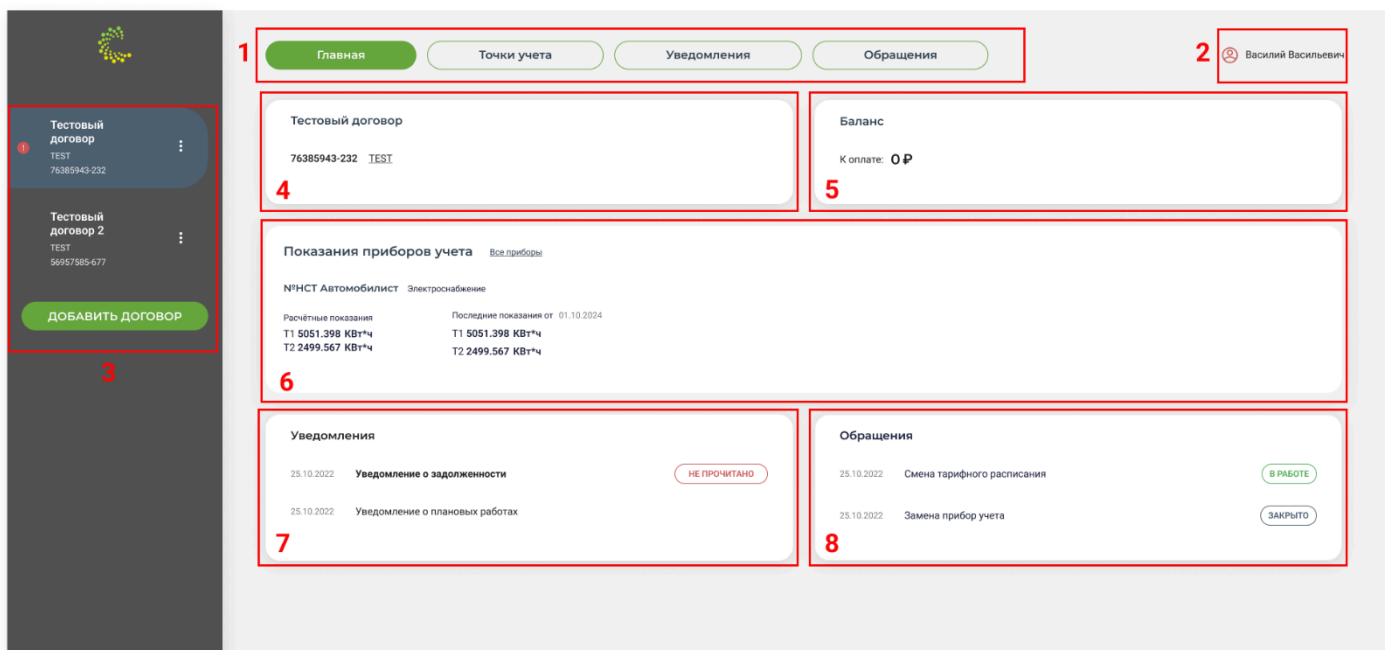 1
Главная
Точки учета
Уведомления
Обращения
2
Василий Васильевич
Тестовый
договор
TEST
76385943-232
Тестовый
договор 2
TEST
56957585-677
ДОБАВИТЬ ДОГОВОР
3
Тестовый договор
76385943-232 TEST
4
Баланс
К оплате: 0 ₽
5
Показания приборов учета Все приборы
№НСТ Автомобилист Электроснабжение
Расчётные показания
Т1 5051.398 КВт*ч
Т2 2499.567 КВт*ч
Последние показания от 01.10.2024
Т1 5051.398 КВт*ч
Т2 2499.567 КВт*ч
6
Уведомления
25.10.2022 Уведомление о задолженности НЕ ПРОЧИТАНО
25.10.2022 Уведомление о плановых работах
7
Обращения
25.10.2022 Смена тарифного расписания В РАБОТЕ
25.10.2022 Замена прибор учета ЗАКРЫТО
8